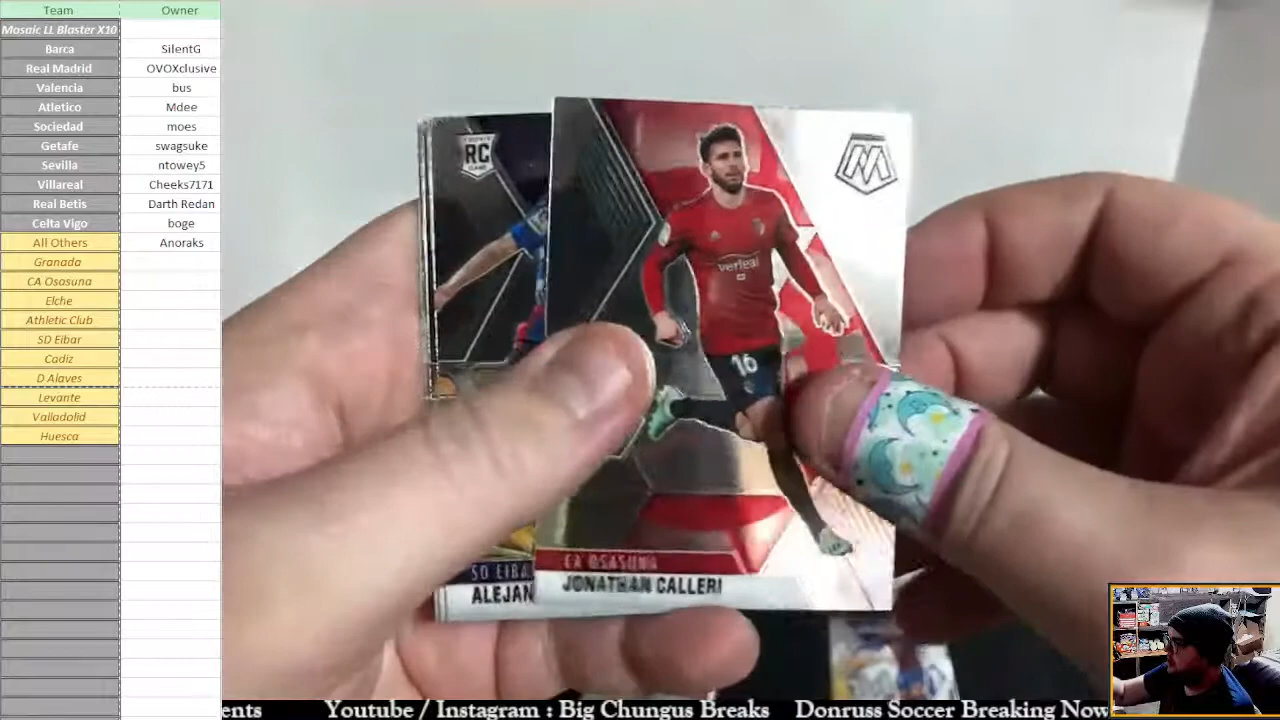 Team Owner
Mosaic LL Blaster X10
Barca SilentG
Real Madrid OVOXclusive
Valencia bus
Atletico Mdee
Sociedad moes
Getafe swagsuke
Sevilla ntowey5
Villareal Cheeks7171
Real Betis Darth Redan
Celta Vigo boge
All Others Anoraks
Granada
CA Osasuna
Elche
Athletic Club
SD Eibar
Cadiz
D Alaves
Levante
Valladolid
Huesca
RC
M
verleal
16
CA OSASUNA
JONATHAN CALLERI
SD EIBA
ALEJAN
ents Youtube / Instagram : Big Chungus Breaks Donruss Soccer Breaking Now